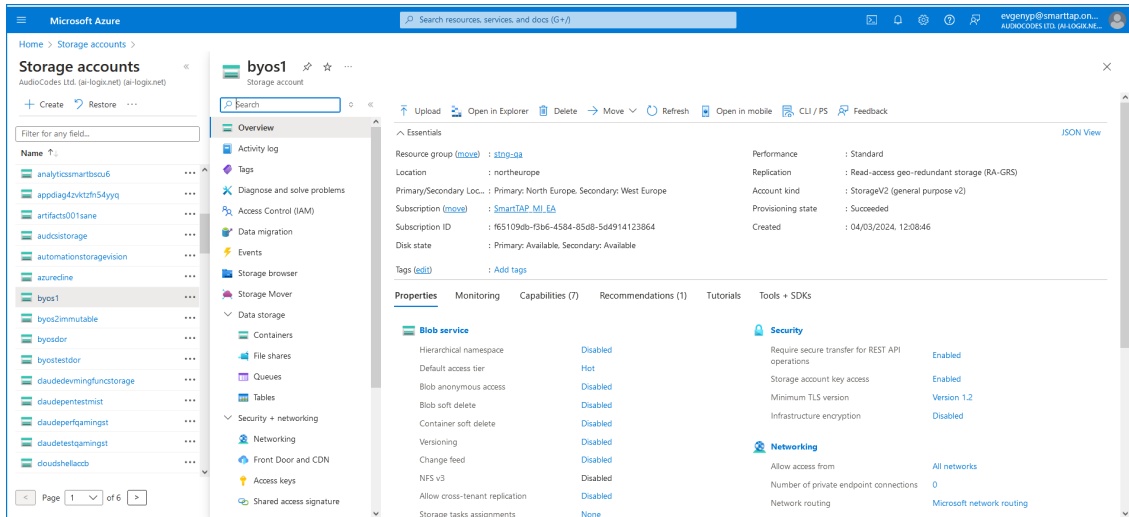 Microsoft Azure
Search resources, services, and docs (G+/)
evgenyp@smarttap.on...
AUDIOCODES LTD. (AI-LOGIX.NE...
Home > Storage accounts >
Storage accounts
AudioCodes Ltd. (ai-logix.net) (ai-logix.net)
+ Create Restore ...
Filter for any field...
Name ↑↓
analyticssmartbscu6
appdiag4zvktzfn54yyq
artifacts001sane
audcsistorage
automationstoragevision
azurecline
byos1
byos2immutable
byosdor
byostestdor
claudedevmingfuncstorage
claudepentestmist
claudeperfqamingst
claudetestqamingst
cloudshellaccb
< Page 1 of 6 >
byos1
Storage account
Search
Overview
Activity log
Tags
Diagnose and solve problems
Access Control (IAM)
Data migration
Events
Storage browser
Storage Mover
Data storage
Containers
File shares
Queues
Tables
Security + networking
Networking
Front Door and CDN
Access keys
Shared access signature
Upload Open in Explorer Delete Move Refresh Open in mobile CLI / PS Feedback
Essentials
JSON View
Resource group (move) : stng-qa
Location : northeurope
Primary/Secondary Loc... : Primary: North Europe, Secondary: West Europe
Subscription (move) : SmartTAP_MI_EA
Subscription ID : f65109db-f3b6-4584-85d8-5d4914123864
Disk state : Primary: Available, Secondary: Available
Performance : Standard
Replication : Read-access geo-redundant storage (RA-GRS)
Account kind : StorageV2 (general purpose v2)
Provisioning state : Succeeded
Created : 04/03/2024, 12:08:46
Tags (edit) : Add tags
Properties Monitoring Capabilities (7) Recommendations (1) Tutorials Tools + SDKs
Blob service
Hierarchical namespace Disabled
Default access tier Hot
Blob anonymous access Disabled
Blob soft delete Disabled
Container soft delete Disabled
Versioning Disabled
Change feed Disabled
NFS v3 Disabled
Allow cross-tenant replication Disabled
Storage tasks assignments None
Security
Require secure transfer for REST API
operations Enabled
Storage account key access Enabled
Minimum TLS version Version 1.2
Infrastructure encryption Disabled
Networking
Allow access from All networks
Number of private endpoint connections 0
Network routing Microsoft network routing